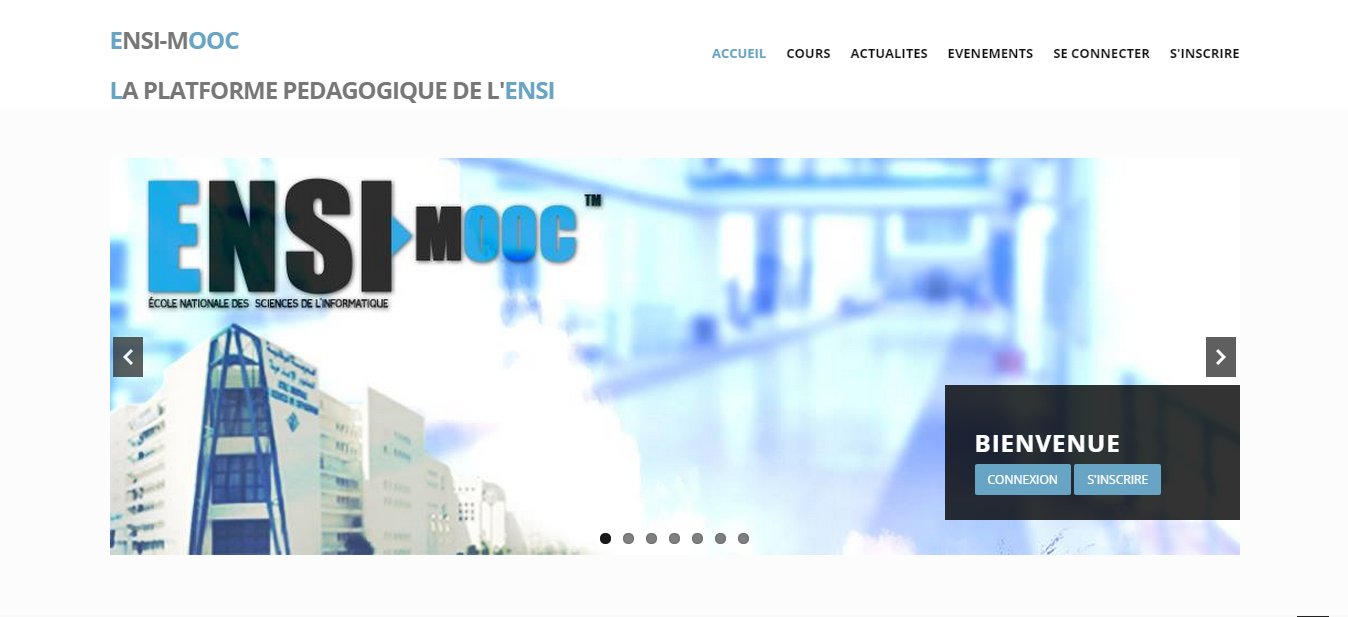 ENSI-MOOC
LA PLATFORME PEDAGOGIQUE DE L'ENSI
ACCUEIL COURS ACTUALITES EVENEMENTS SE CONNECTER S'INSCRIRE
ENSI MOOC TM
ÉCOLE NATIONALE DES SCIENCES DE L'INFORMATIQUE
BIENVENUE
CONNEXION S'INSCRIRE